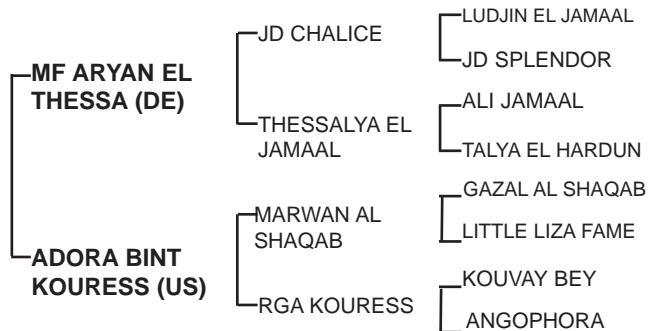 LUDJIN EL JAMAAL
JD CHALICE
JD SPLENDOR
MF ARYAN EL
THESSA (DE)
ALI JAMAAL
THESSALYA EL
JAMAAL
TALYA EL HARDUN
GAZAL AL SHAQAB
MARWAN AL
SHAQAB
LITTLE LIZA FAME
ADORA BINT
KOURESS (US)
KOUVAY BEY
RGA KOURESS
ANGOPHORA